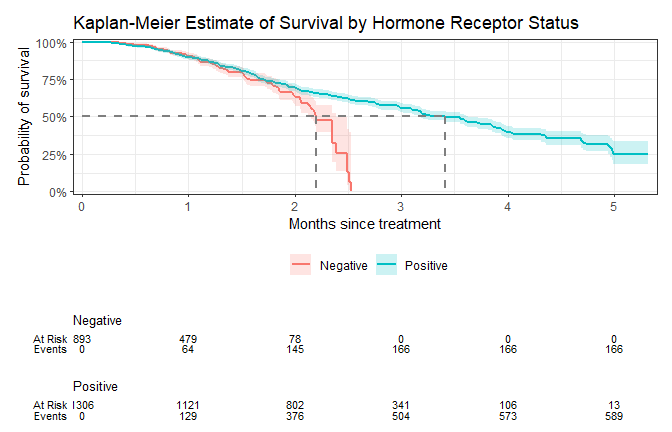 Kaplan-Meier Estimate of Survival by Hormone Receptor Status
Probability of survival
100%
75%
50%
25%
0%
0 1 2 3 4 5
Months since treatment
Negative Positive
Negative
At Risk 893 479 78 0 0 0
Events 0 64 145 166 166 166
Positive
At Risk 1306 1121 802 341 106 13
Events 0 129 376 504 573 589